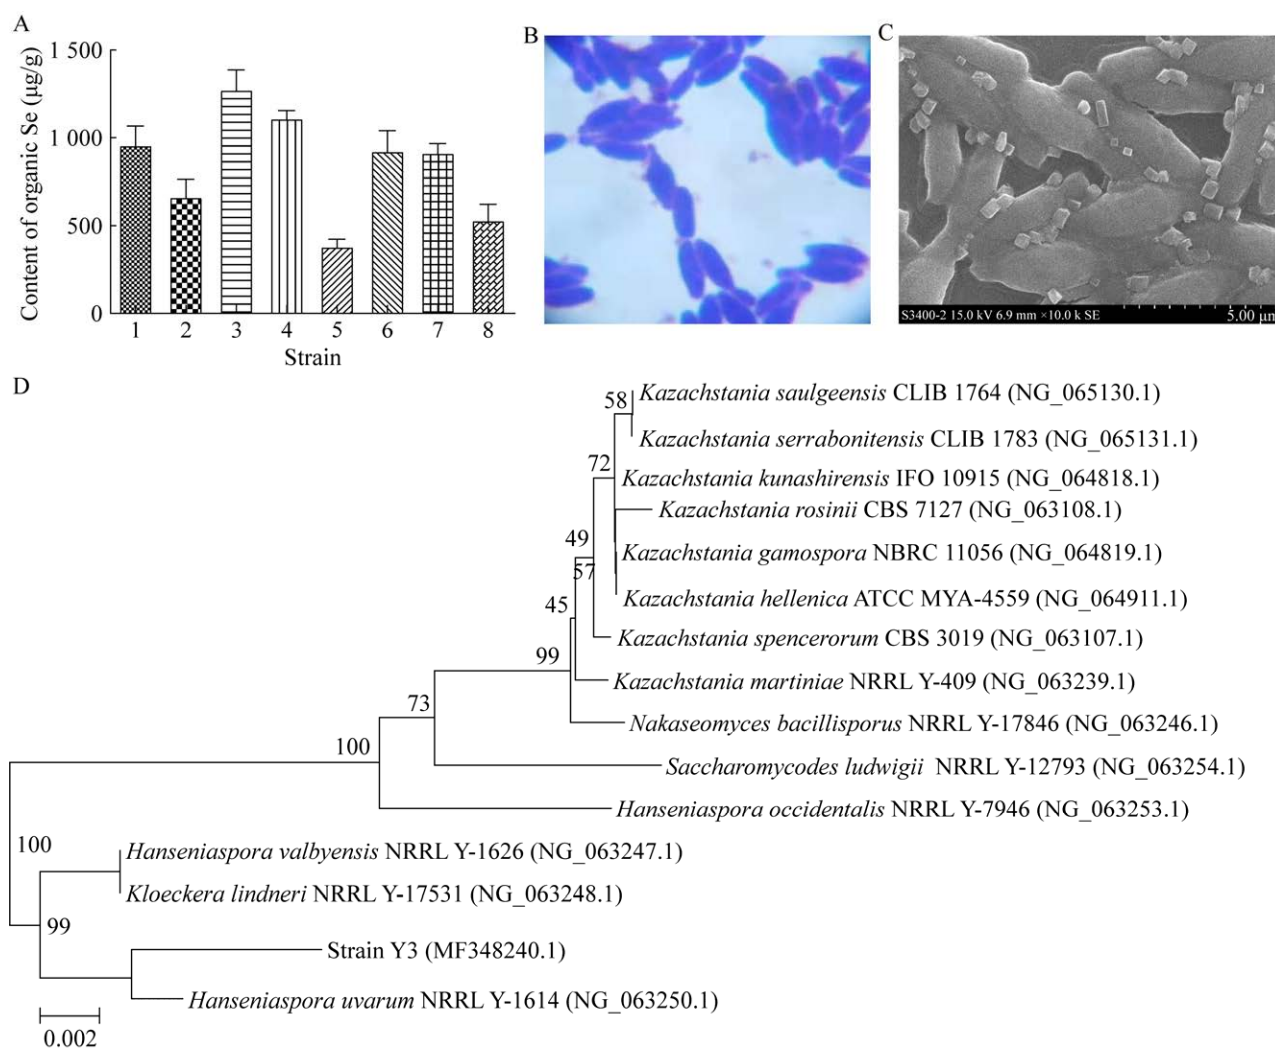 A
Content of organic Se (μg/g)
1 500
1 000
500
0
1 2 3 4 5 6 7 8
Strain
B
C
S3400-2 15.0 kV 6.9 mm ×10.0 k SE
5.00 μm
D
58
Kazachstania saulgeensis CLIB 1764 (NG_065130.1)
Kazachstania serrabonitensis CLIB 1783 (NG_065131.1)
72
Kazachstania kunashirensis IFO 10915 (NG_064818.1)
Kazachstania rosinii CBS 7127 (NG_063108.1)
49
Kazachstania gamospora NBRC 11056 (NG_064819.1)
57
Kazachstania hellenica ATCC MYA-4559 (NG_064911.1)
45
Kazachstania spencerorum CBS 3019 (NG_063107.1)
99
Kazachstania martiniae NRRL Y-409 (NG_063239.1)
73
Nakaseomyces bacillisporus NRRL Y-17846 (NG_063246.1)
100
Saccharomycodes ludwigii NRRL Y-12793 (NG_063254.1)
Hanseniaspora occidentalis NRRL Y-7946 (NG_063253.1)
100
Hanseniaspora valbyensis NRRL Y-1626 (NG_063247.1)
Kloeckera lindneri NRRL Y-17531 (NG_063248.1)
99
Strain Y3 (MF348240.1)
Hanseniaspora uvarum NRRL Y-1614 (NG_063250.1)
0.002